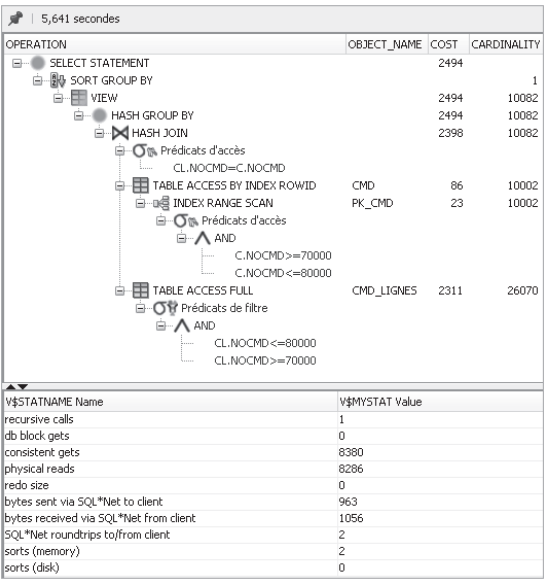 5,641 secondes
OPERATION OBJECT_NAME COST CARDINALITY
SELECT STATEMENT 2494
SORT GROUP BY 1
VIEW 2494 10082
HASH GROUP BY 2494 10082
HASH JOIN 2398 10082
Prédicats d'accès
CL.NOCMD=C.NOCMD
TABLE ACCESS BY INDEX ROWID CMD 86 10002
INDEX RANGE SCAN PK_CMD 23 10002
Prédicats d'accès
AND
C.NOCMD>=70000
C.NOCMD<=80000
TABLE ACCESS FULL CMD_LIGNES 2311 26070
Prédicats de filtre
AND
CL.NOCMD<=80000
CL.NOCMD>=70000
V$STATNAME Name V$MYSTAT Value
recursive calls 1
db block gets 0
consistent gets 8380
physical reads 8286
redo size 0
bytes sent via SQL*Net to client 963
bytes received via SQL*Net from client 1056
SQL*Net roundtrips to/from client 2
sorts (memory) 2
sorts (disk) 0